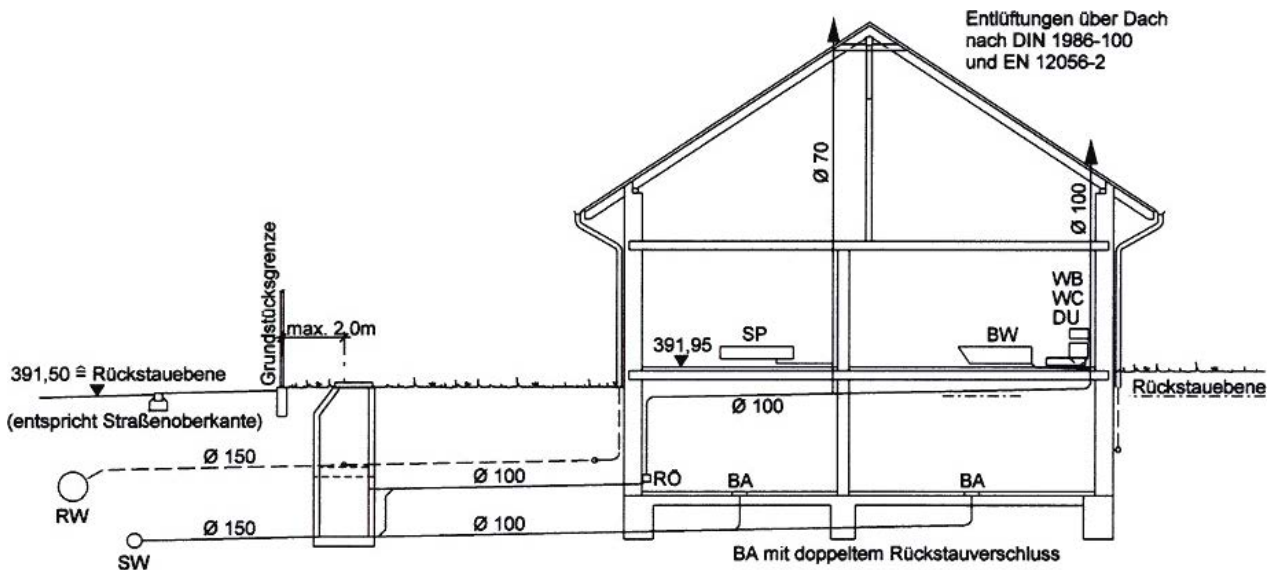 Entlüftungen über Dach
nach DIN 1986-100
und EN 12056-2
Ø 70
Ø 100
Grundstücksgrenze
max. 2,0m
WB
WC
DU
SP
BW
391,95
391,50 ≙ Rückstauebene
(entspricht Straßenoberkante)
Rückstauebene
Ø 100
Ø 150
Ø 100
RÖ
BA
BA
RW
Ø 150
Ø 100
SW
BA mit doppeltem Rückstauverschluss